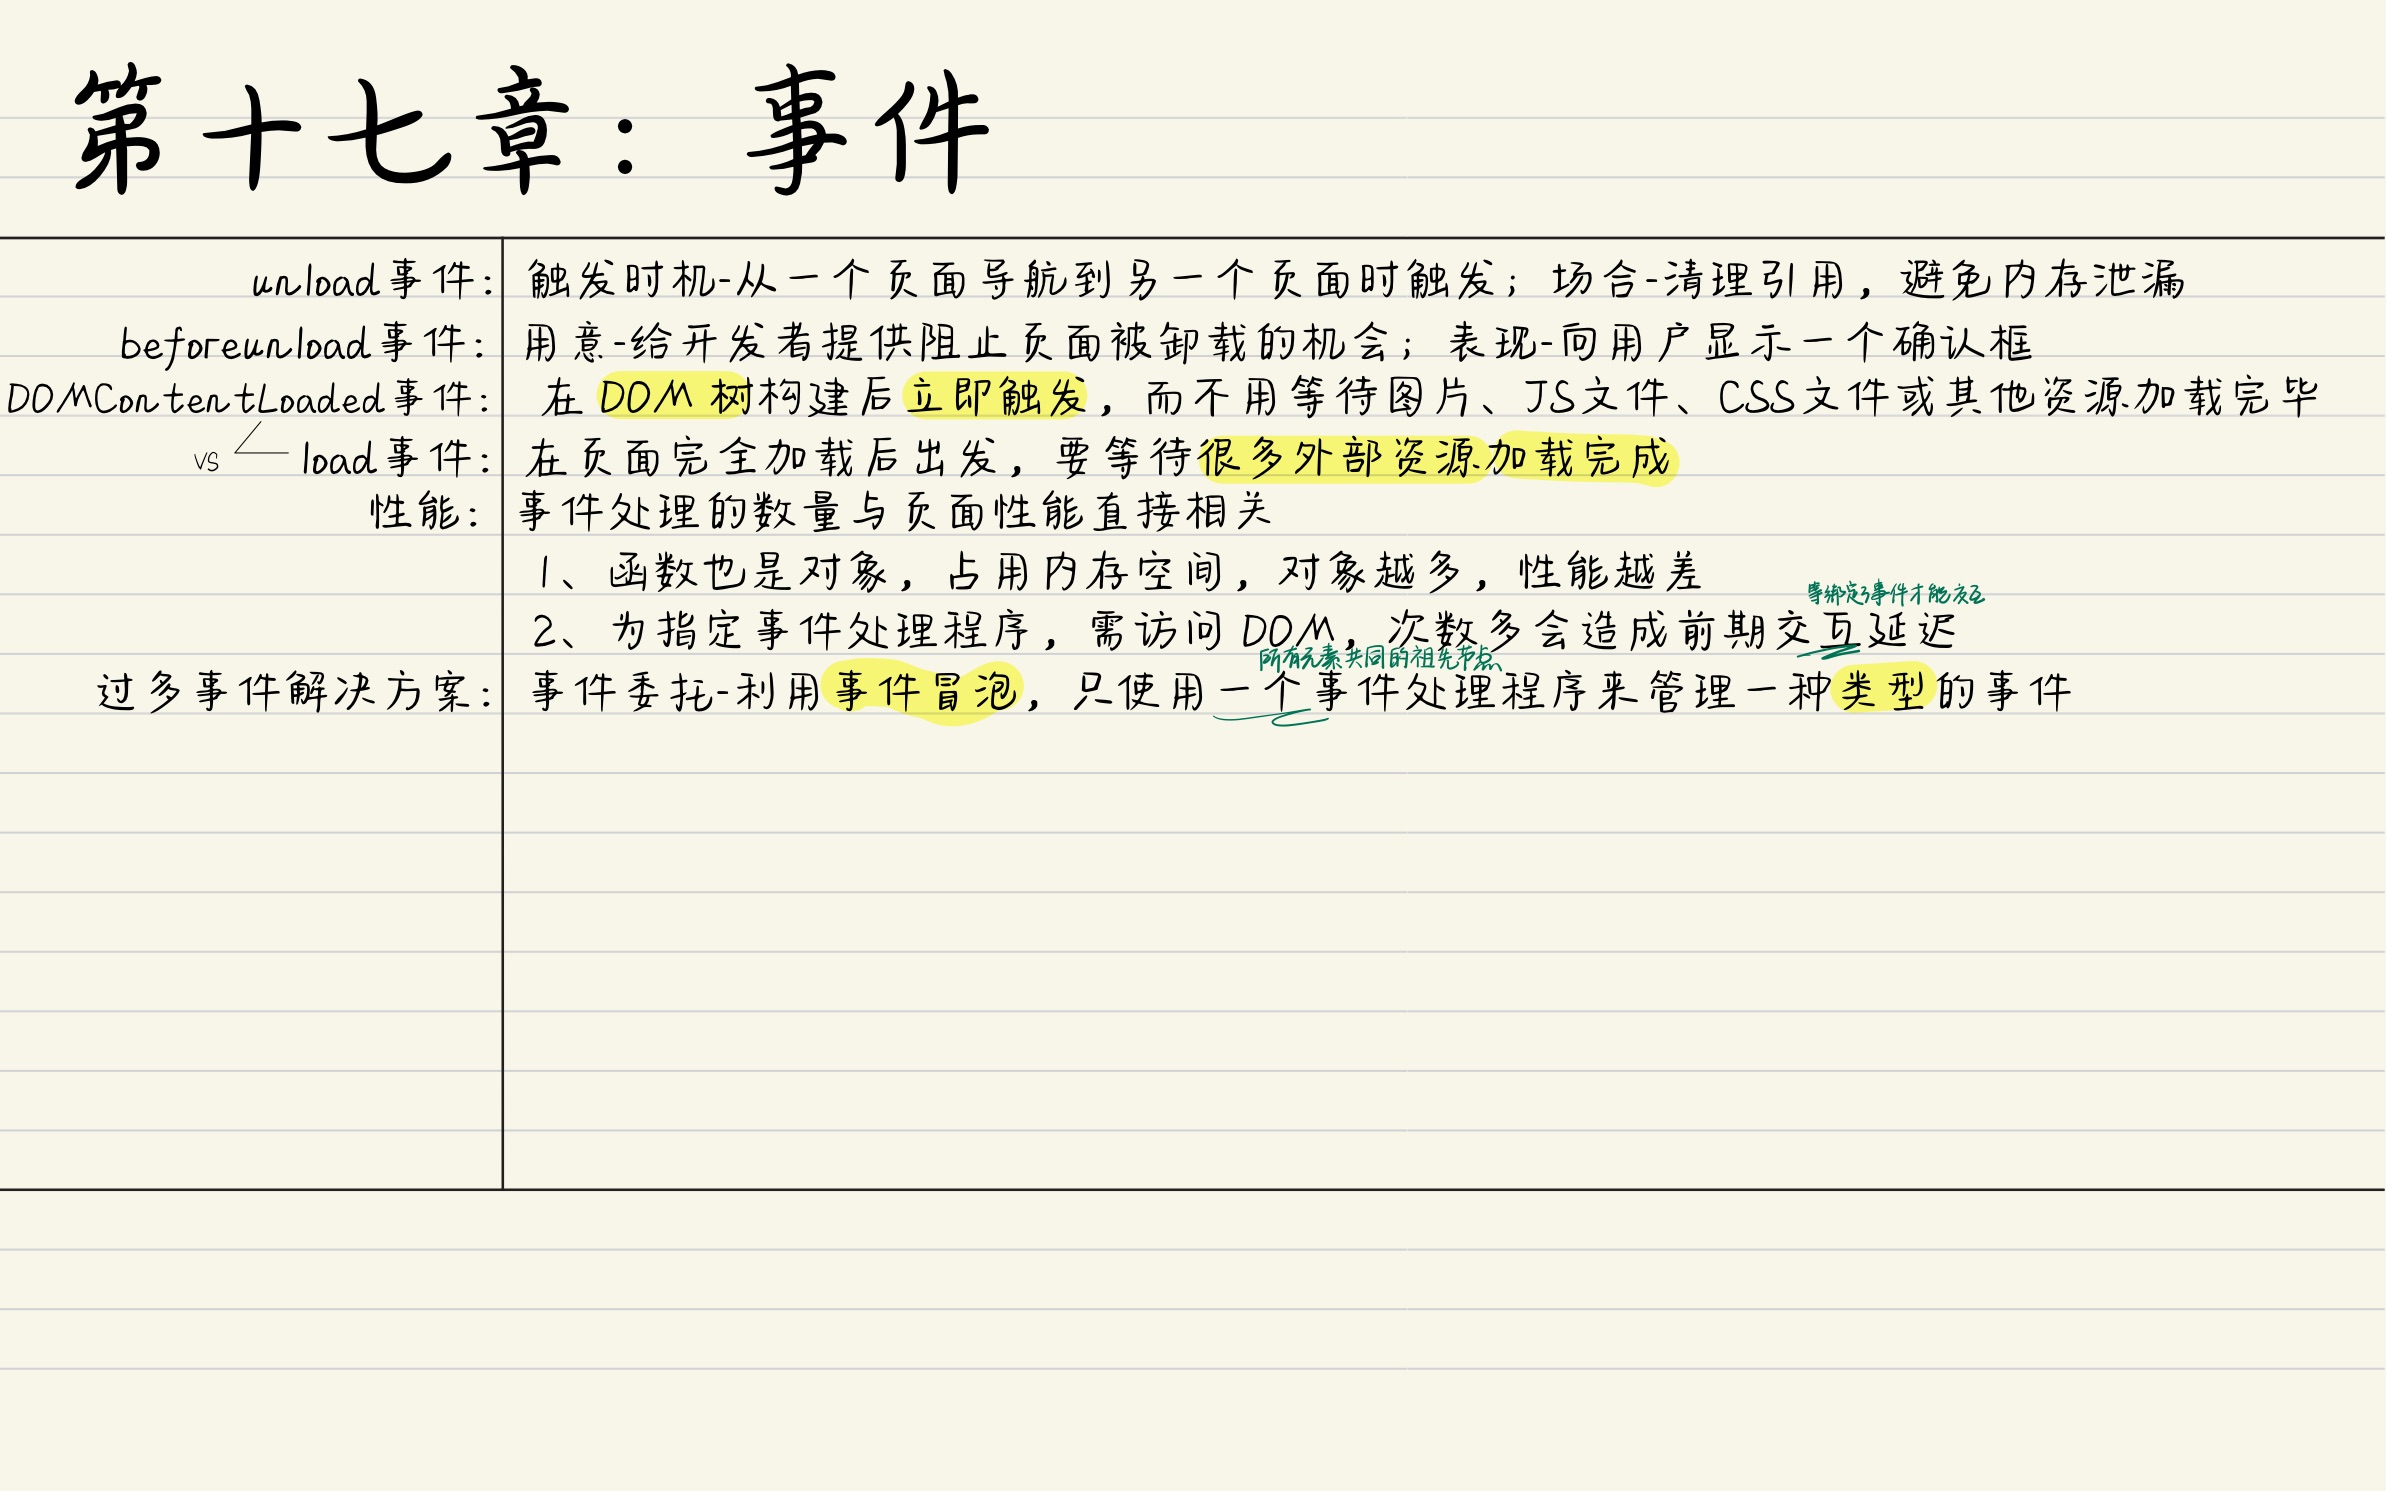 第十七章：事件
unload事件： 触发时机-从一个页面导航到另一个页面时触发；场合-清理引用，避免内存泄漏
beforeunload事件： 用意-给开发者提供阻止页面被卸载的机会；表现-向用户显示一个确认框
DOMContentLoaded事件： 在DOM树构建后立即触发，而不用等待图片、JS文件、CSS文件或其他资源加载完毕
vs load事件： 在页面完全加载后出发，要等待很多外部资源加载完成
性能： 事件处理的数量与页面性能直接相关
1、函数也是对象，占用内存空间，对象越多，性能越差
等绑定了事件才能交互
2、为指定事件处理程序，需访问DOM，次数多会造成前期交互延迟
所有元素共同的祖先节点
过多事件解决方案： 事件委托-利用事件冒泡，只使用一个事件处理程序来管理一种类型的事件